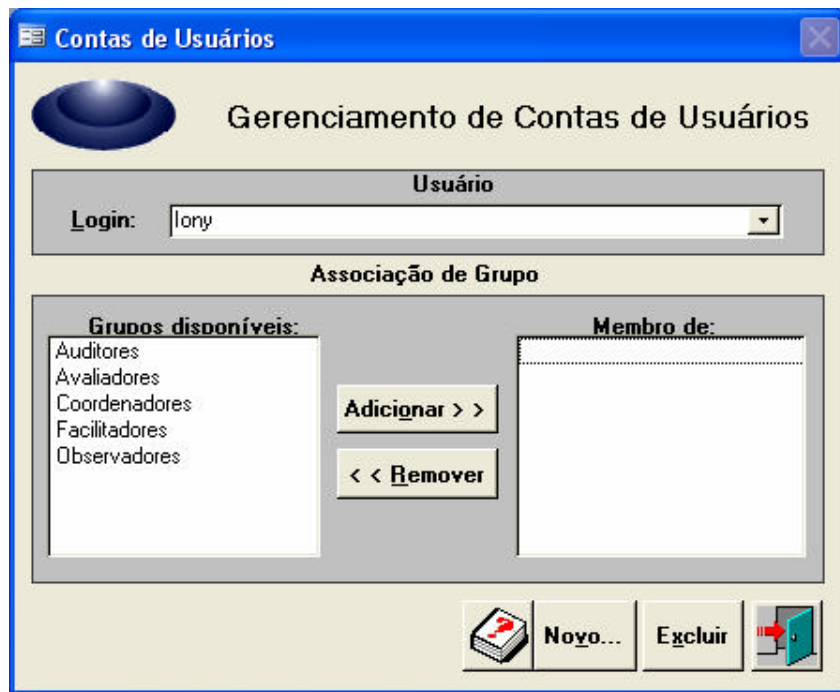 Contas de Usuários
Gerenciamento de Contas de Usuários
Usuário
Login: Iony
Associação de Grupo
Grupos disponíveis:
Auditores
Avaliadores
Coordenadores
Facilitadores
Observadores
Adicionar > >
< < Remover
Membro de:
?
Novo...
Excluir